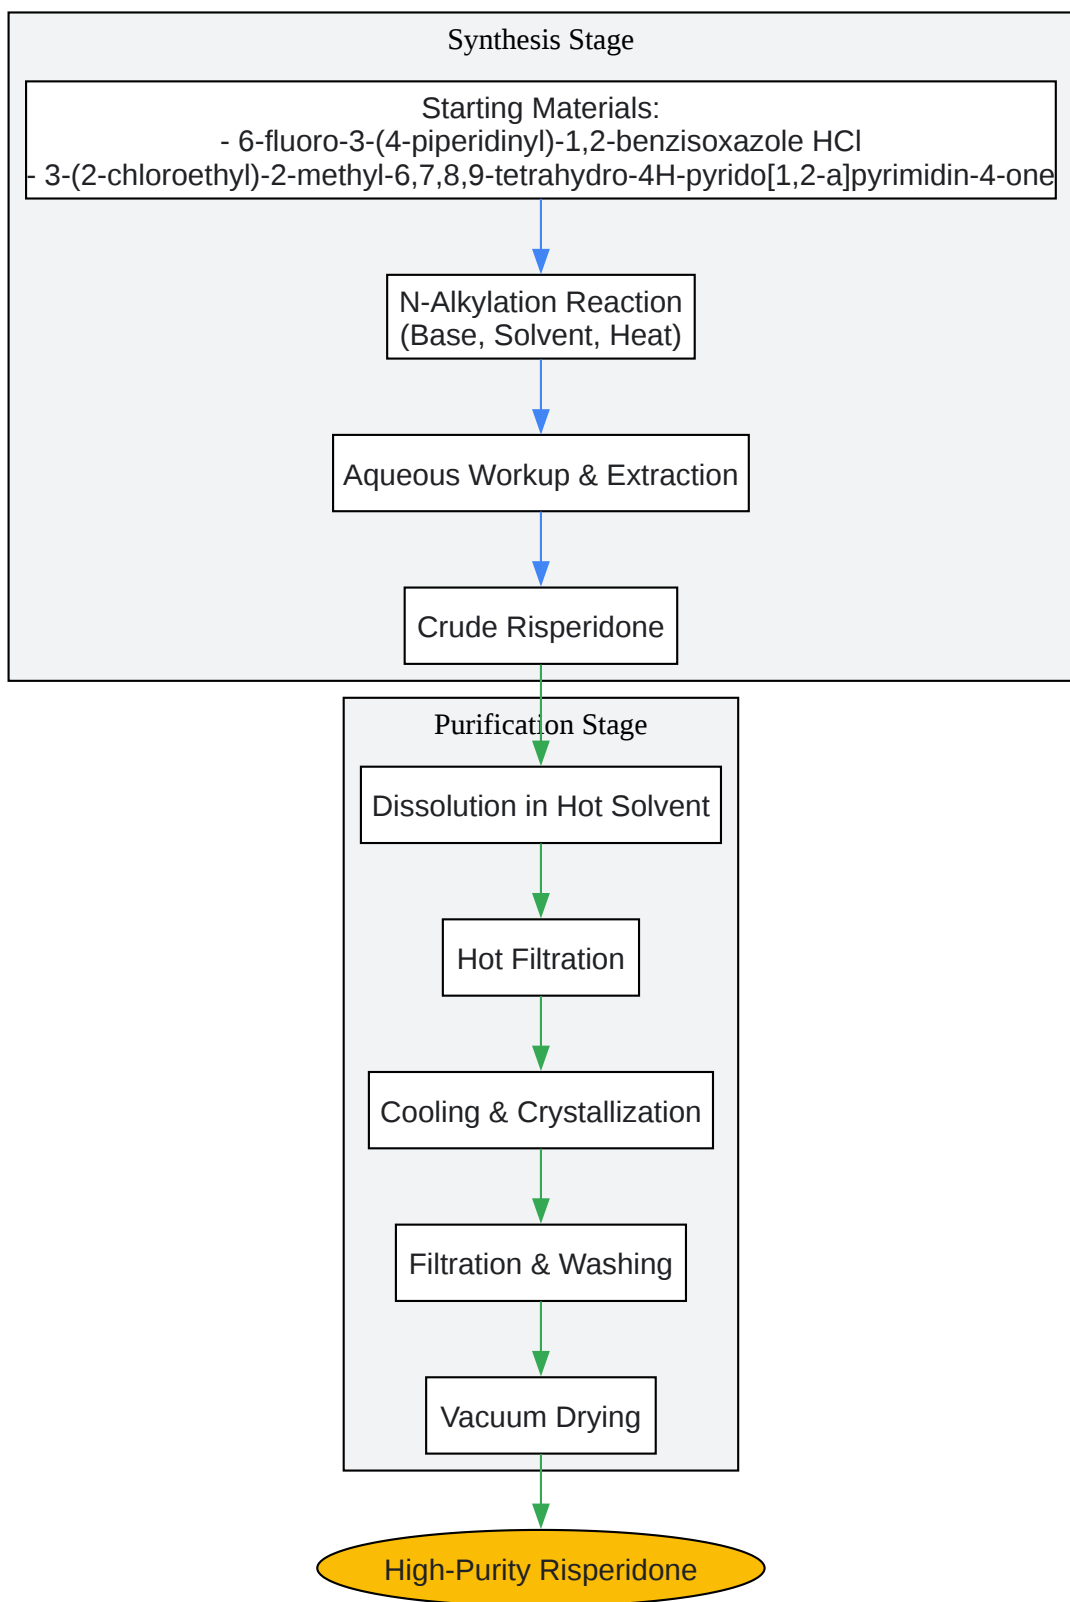 Synthesis Stage
Starting Materials:
- 6-fluoro-3-(4-piperidinyl)-1,2-benzisoxazole HCl
- 3-(2-chloroethyl)-2-methyl-6,7,8,9-tetrahydro-4H-pyrido[1,2-a]pyrimidin-4-one
N-Alkylation Reaction
(Base, Solvent, Heat)
Aqueous Workup & Extraction
Crude Risperidone
Purification Stage
Dissolution in Hot Solvent
Hot Filtration
Cooling & Crystallization
Filtration & Washing
Vacuum Drying
High-Purity Risperidone